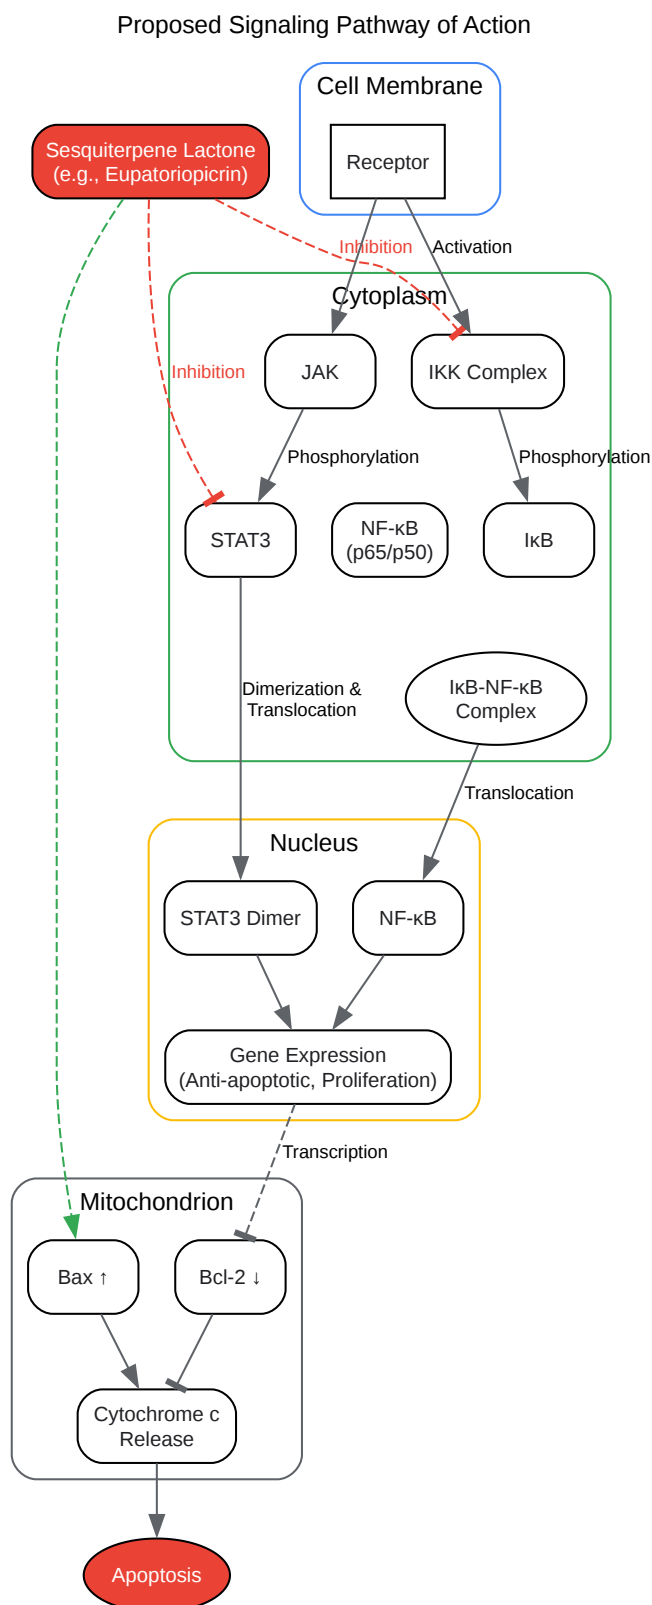 Proposed Signaling Pathway of Action
Cell Membrane
Sesquiterpene Lactone
(e.g., Eupatoriopicrin)
Receptor
Inhibition
Activation
Cytoplasm
Inhibition
JAK
IKK Complex
Phosphorylation
Phosphorylation
STAT3
NF-κB
(p65/p50)
IκB
Dimerization &
Translocation
IκB-NF-κB
Complex
Translocation
Nucleus
STAT3 Dimer
NF-κB
Gene Expression
(Anti-apoptotic, Proliferation)
Transcription
Mitochondrion
Bax ↑
Bcl-2 ↓
Cytochrome c
Release
Apoptosis